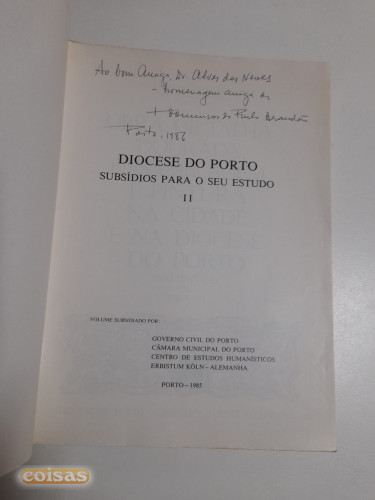 Ao bom Amigo, Dr. Alves das Neves
- homenagem amiga de
+ Domingos de Pinho Brandão
Porto, 1986
DIOCESE DO PORTO
SUBSÍDIOS PARA O SEU ESTUDO
II
VOLUME SUBSIDIADO POR:
GOVERNO CIVIL DO PORTO
CÂMARA MUNICIPAL DO PORTO
CENTRO DE ESTUDOS HUMANÍSTICOS
ERBISTUM KÖLN – ALEMANHA
PORTO – 1985
coisas